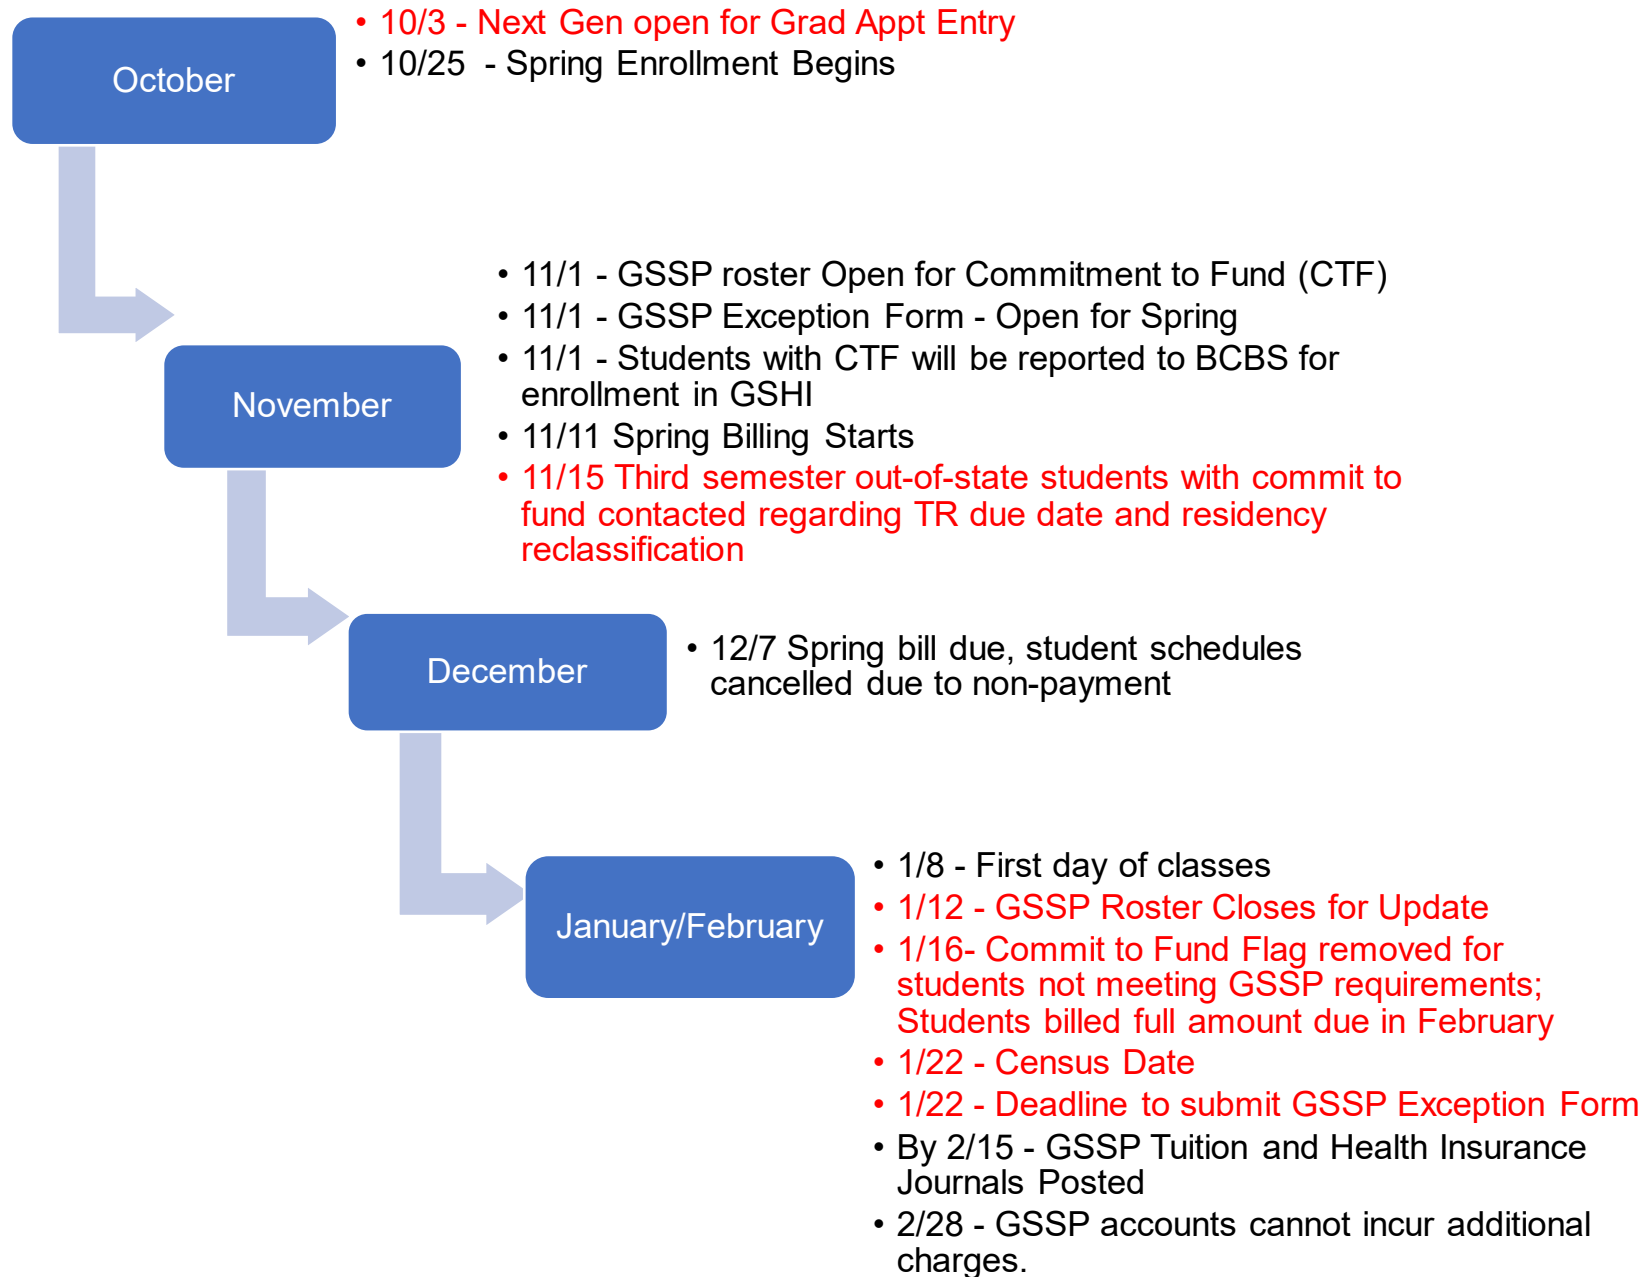 October
• 10/3 - Next Gen open for Grad Appt Entry
• 10/25 - Spring Enrollment Begins
November
• 11/1 - GSSP roster Open for Commitment to Fund (CTF)
• 11/1 - GSSP Exception Form - Open for Spring
• 11/1 - Students with CTF will be reported to BCBS for
enrollment in GSHI
• 11/11 Spring Billing Starts
• 11/15 Third semester out-of-state students with commit to
fund contacted regarding TR due date and residency
reclassification
December
• 12/7 Spring bill due, student schedules
cancelled due to non-payment
January/February
• 1/8 - First day of classes
• 1/12 - GSSP Roster Closes for Update
• 1/16- Commit to Fund Flag removed for
students not meeting GSSP requirements;
Students billed full amount due in February
• 1/22 - Census Date
• 1/22 - Deadline to submit GSSP Exception Form
• By 2/15 - GSSP Tuition and Health Insurance
Journals Posted
• 2/28 - GSSP accounts cannot incur additional
charges.